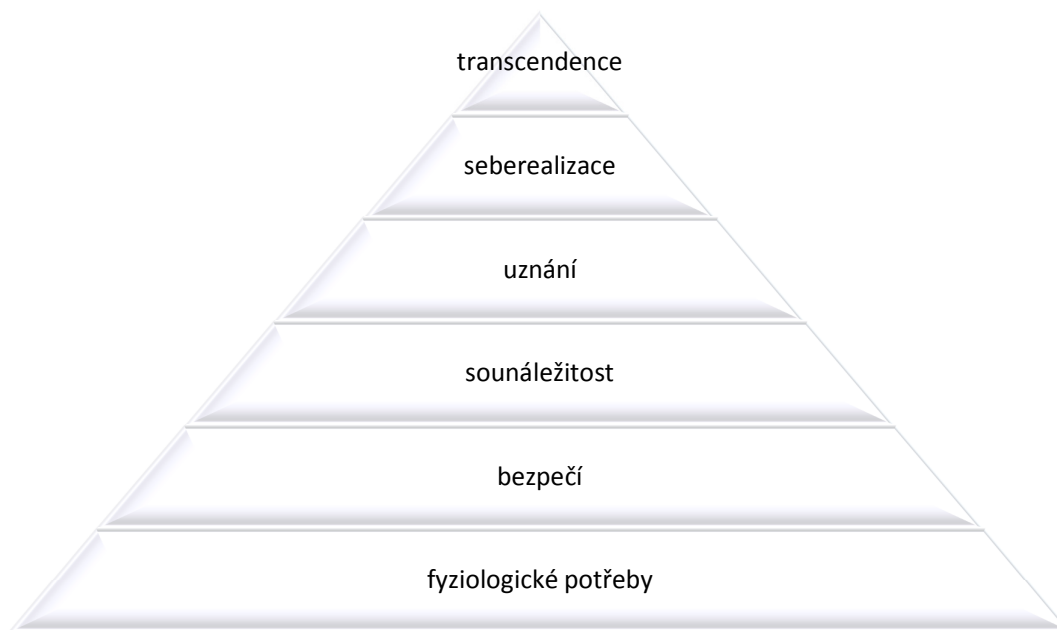 transcendence
seberealizace
uznání
sounáležitost
bezpečí
fyziologické potřeby